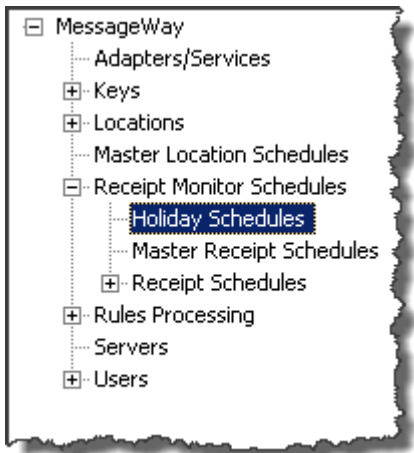 MessageWay
Adapters/Services
Keys
Locations
Master Location Schedules
Receipt Monitor Schedules
Holiday Schedules
Master Receipt Schedules
Receipt Schedules
Rules Processing
Servers
Users